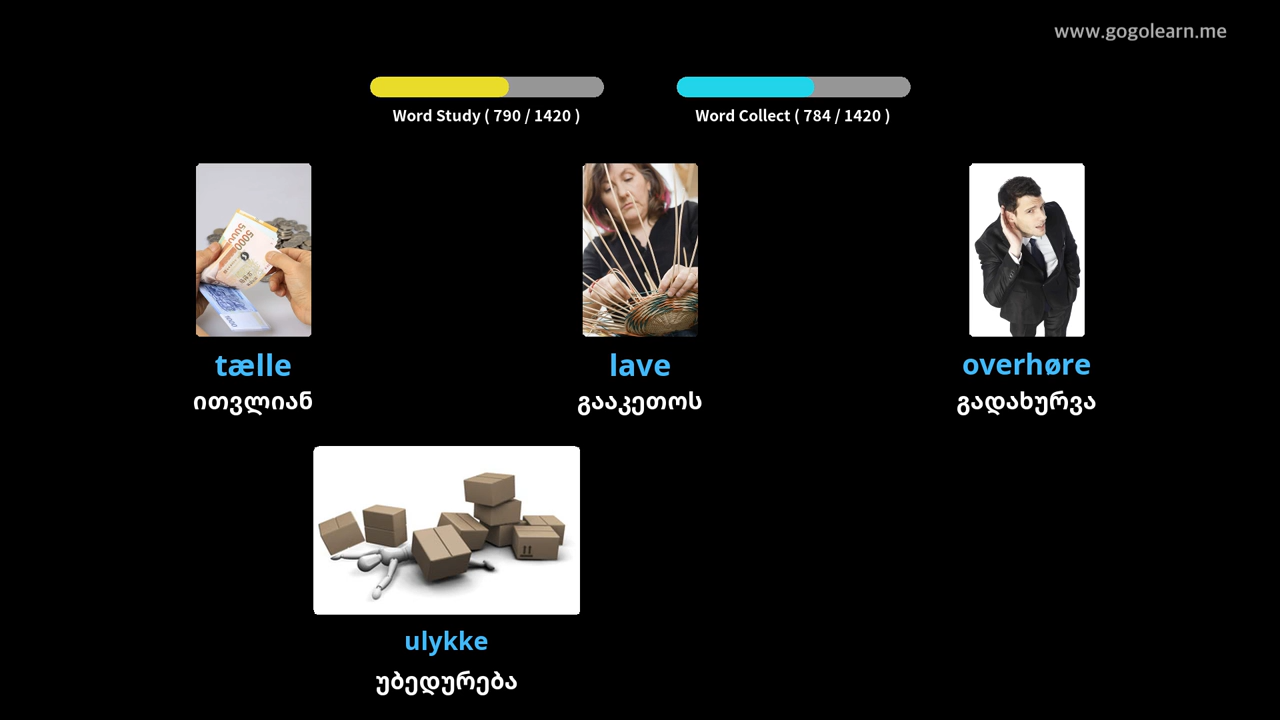 www.gogolearn.me
Word Study ( 790 / 1420 )
Word Collect ( 784 / 1420 )
tælle
lave
overhøre
ითვლიან
გააკეთოს
გადახურვა
ulykke
უბედურება